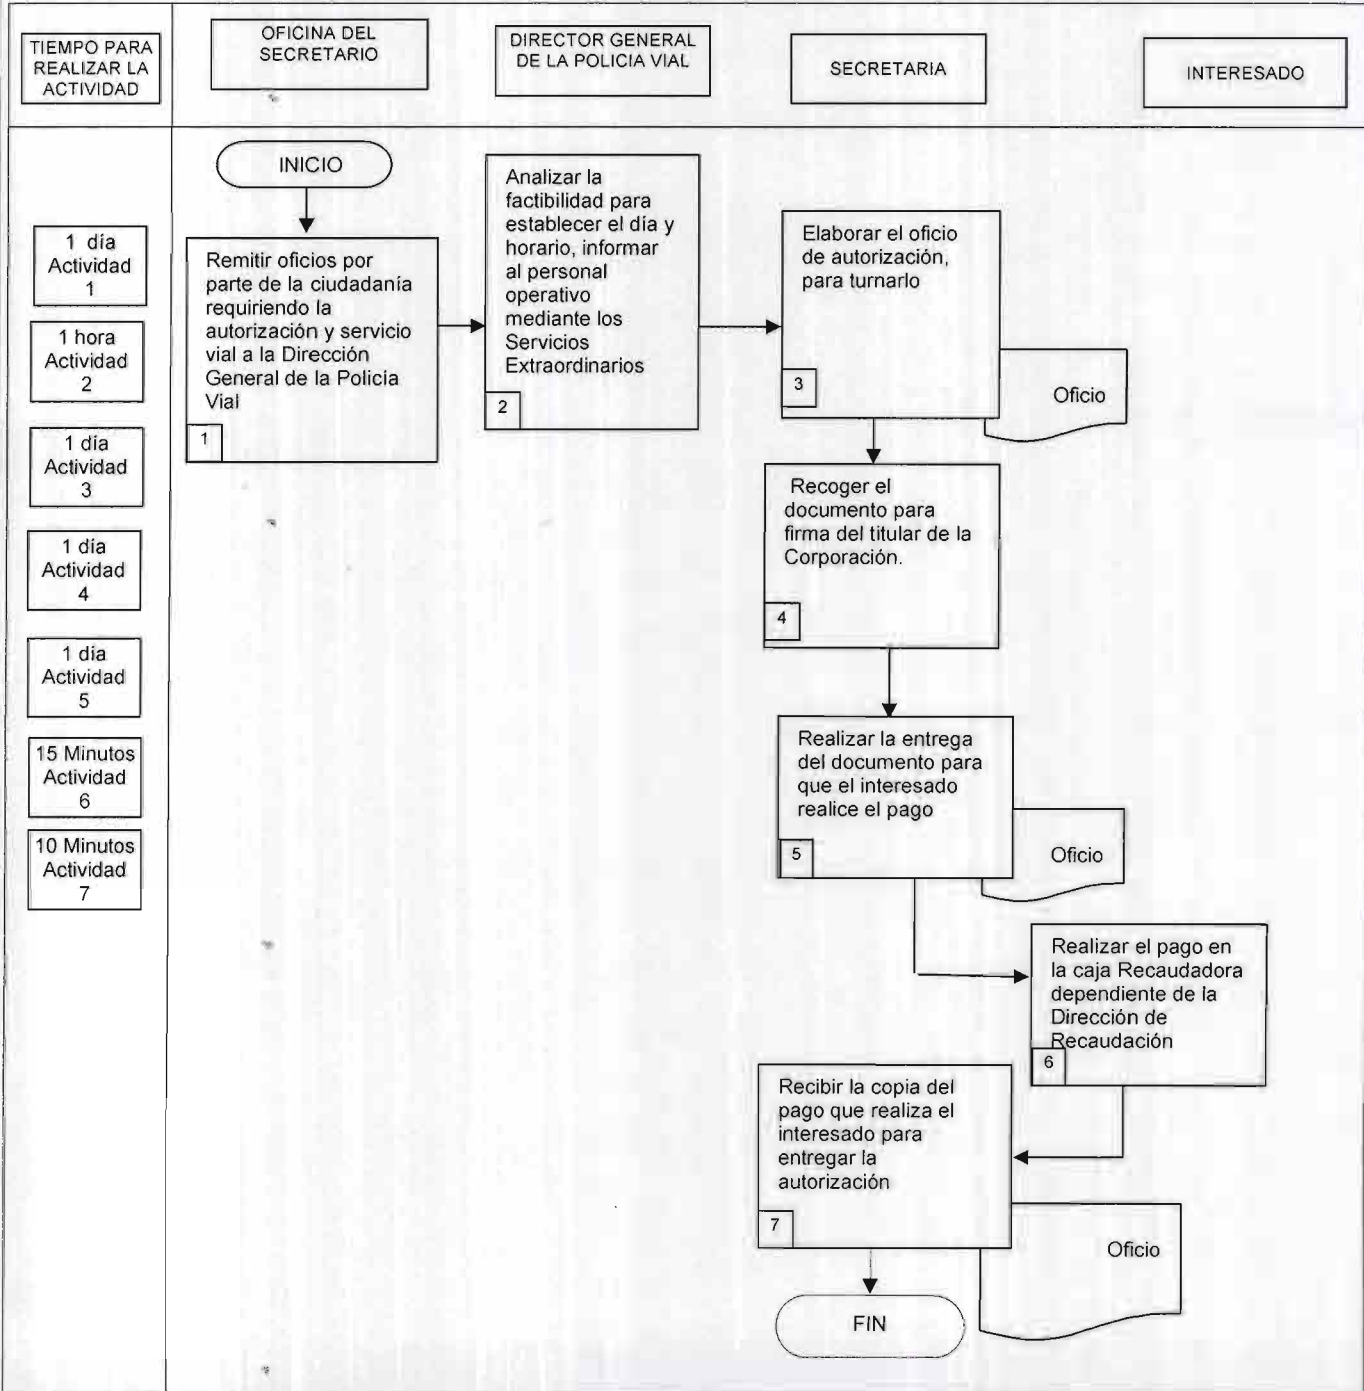 TIEMPO PARA
REALIZAR LA
ACTIVIDAD
OFICINA DEL
SECRETARIO
DIRECTOR GENERAL
DE LA POLICIA VIAL
SECRETARIA
INTERESADO
1 día
Actividad
1
1 hora
Actividad
2
1 día
Actividad
3
1 día
Actividad
4
1 día
Actividad
5
15 Minutos
Actividad
6
10 Minutos
Actividad
7
INICIO
Remitir oficios por
parte de la ciudadanía
requiriendo la
autorización y servicio
vial a la Dirección
General de la Policia
Vial
1
Analizar la
factibilidad para
establecer el día y
horario, informar
al personal
operativo
mediante los
Servicios
Extraordinarios
2
Elaborar el oficio
de autorización,
para turnarlo
3
Oficio
Recoger el
documento para
firma del titular de la
Corporación.
4
Realizar la entrega
del documento para
que el interesado
realice el pago
5
Oficio
Realizar el pago en
la caja Recaudadora
dependiente de la
Dirección de
Recaudación
6
Recibir la copia del
pago que realiza el
interesado para
entregar la
autorización
7
Oficio
FIN